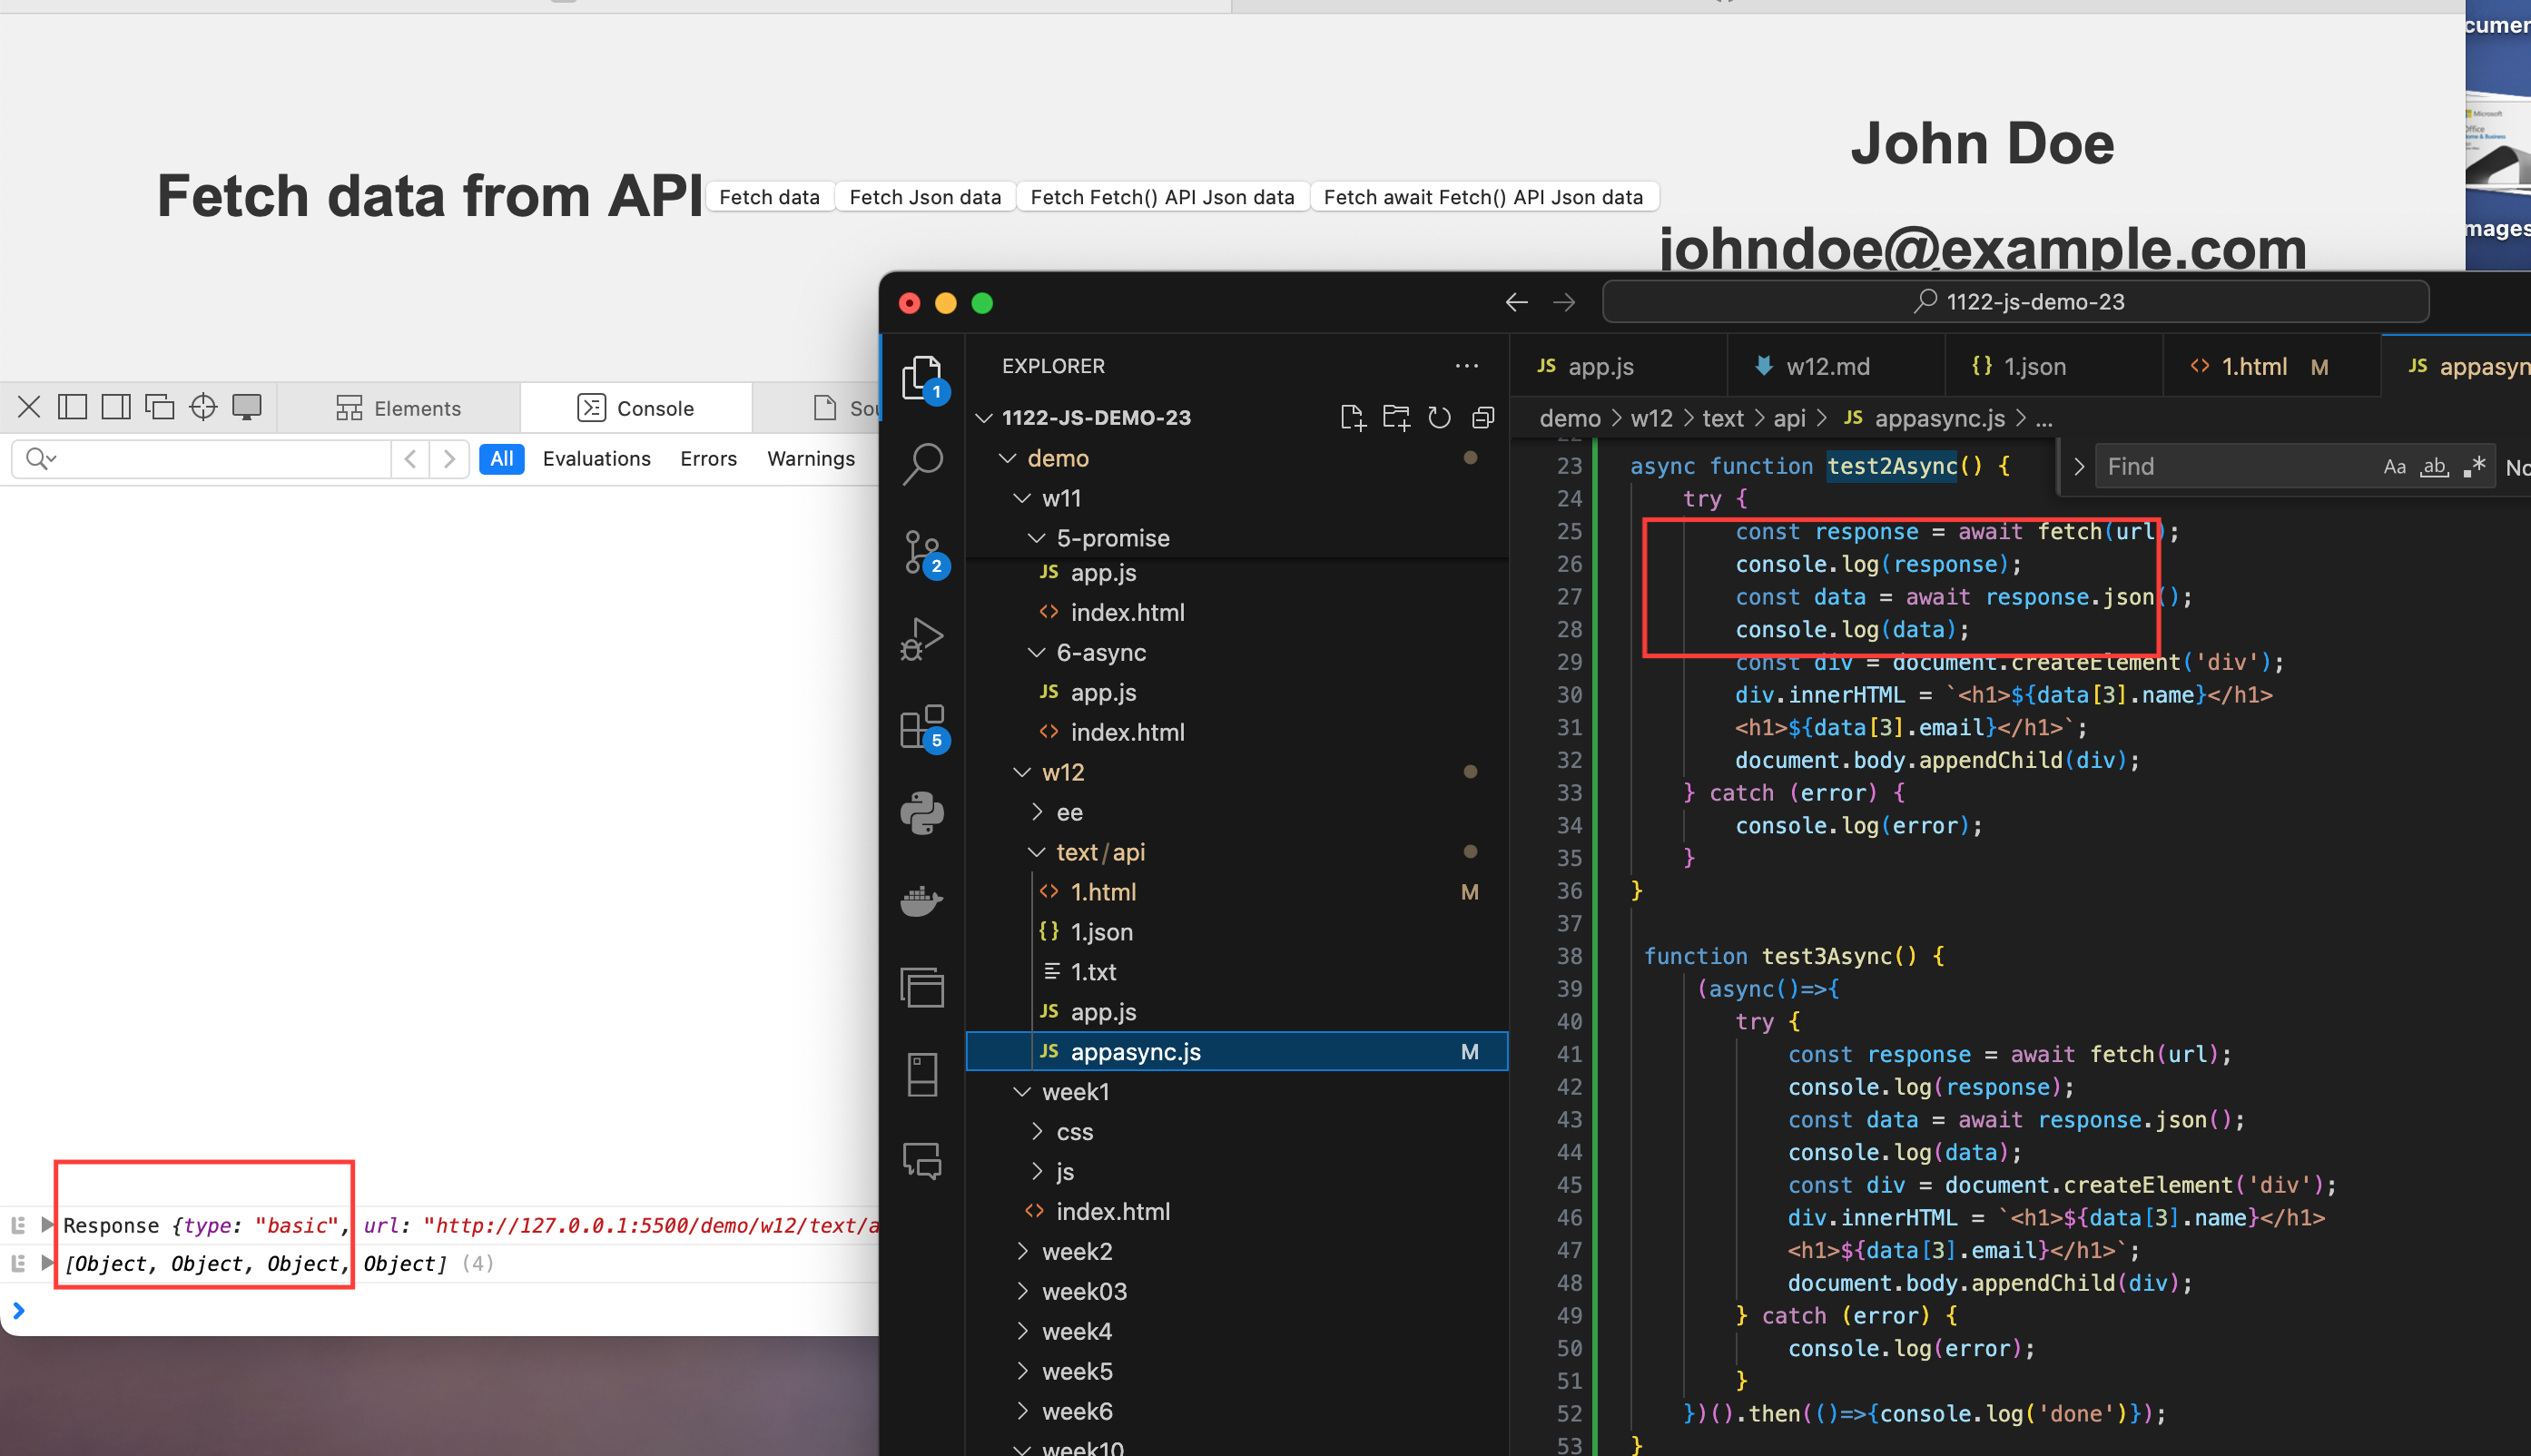 cumen
Microsoft
Office
Home & Business
mages
Fetch data from API
Fetch data
Fetch Json data
Fetch Fetch() API Json data
Fetch await Fetch() API Json data
John Doe
johndoe@example.com
Elements
Console
Sou
All
Evaluations
Errors
Warnings
Response {type: "basic", url: "http://127.0.0.1:5500/demo/w12/text/a
[Object, Object, Object, Object] (4)
1122-js-demo-23
1
2
5
EXPLORER
1122-JS-DEMO-23
demo
w11
5-promise
JS app.js
<> index.html
6-async
JS app.js
<> index.html
w12
ee
text/api
<> 1.html M
{} 1.json
1.txt
JS app.js
JS appasync.js M
week1
css
js
<> index.html
week2
week03
week4
week5
week6
week10
JS app.js
w12.md
{} 1.json
<> 1.html M
JS appasyn
demo > w12 > text > api > JS appasync.js > ...
Find
Aa ab .*
No
22
23 async function test2Async() {
24 try {
25 const response = await fetch(url);
26 console.log(response);
27 const data = await response.json();
28 console.log(data);
29 const div = document.createElement('div');
30 div.innerHTML = `<h1>${data[3].name}</h1>
31 <h1>${data[3].email}</h1>`;
32 document.body.appendChild(div);
33 } catch (error) {
34 console.log(error);
35 }
36 }
37
38 function test3Async() {
39 (async()=>{
40 try {
41 const response = await fetch(url);
42 console.log(response);
43 const data = await response.json();
44 console.log(data);
45 const div = document.createElement('div');
46 div.innerHTML = `<h1>${data[3].name}</h1>
47 <h1>${data[3].email}</h1>`;
48 document.body.appendChild(div);
49 } catch (error) {
50 console.log(error);
51 }
52 })().then(()=>{console.log('done')});
53 }